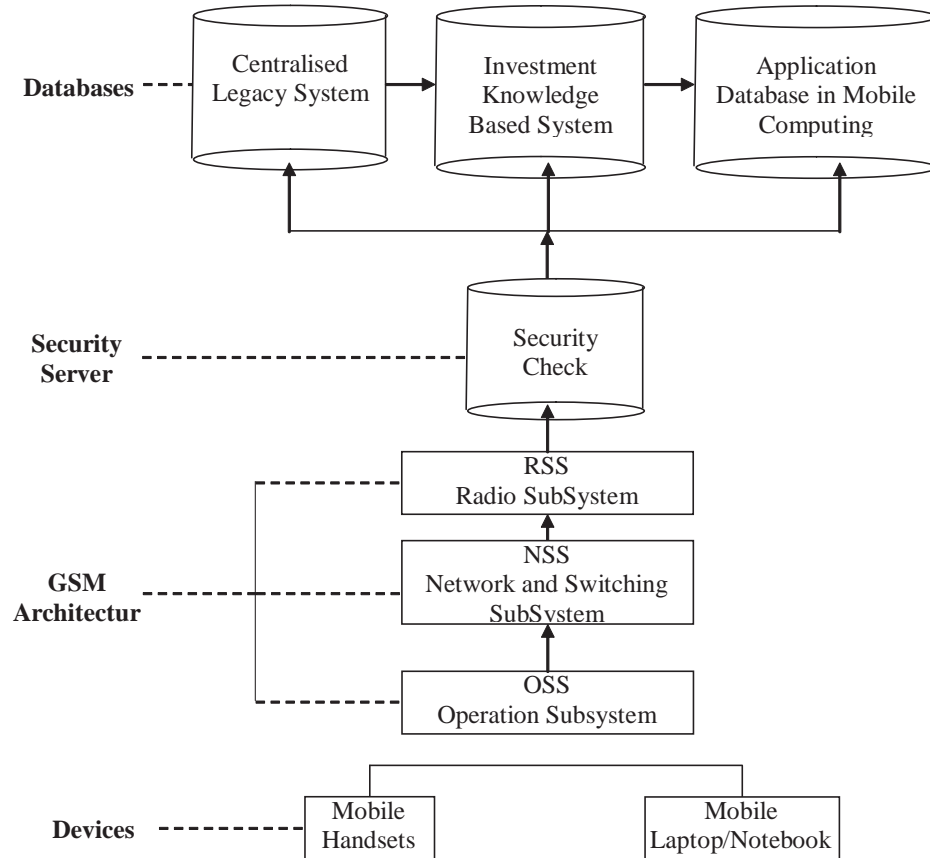 Databases
Centralised
Legacy System
Investment
Knowledge
Based System
Application
Database in Mobile
Computing
Security
Server
Security
Check
GSM
Architectur
RSS
Radio SubSystem
NSS
Network and Switching
SubSystem
OSS
Operation Subsystem
Devices
Mobile
Handsets
Mobile
Laptop/Notebook